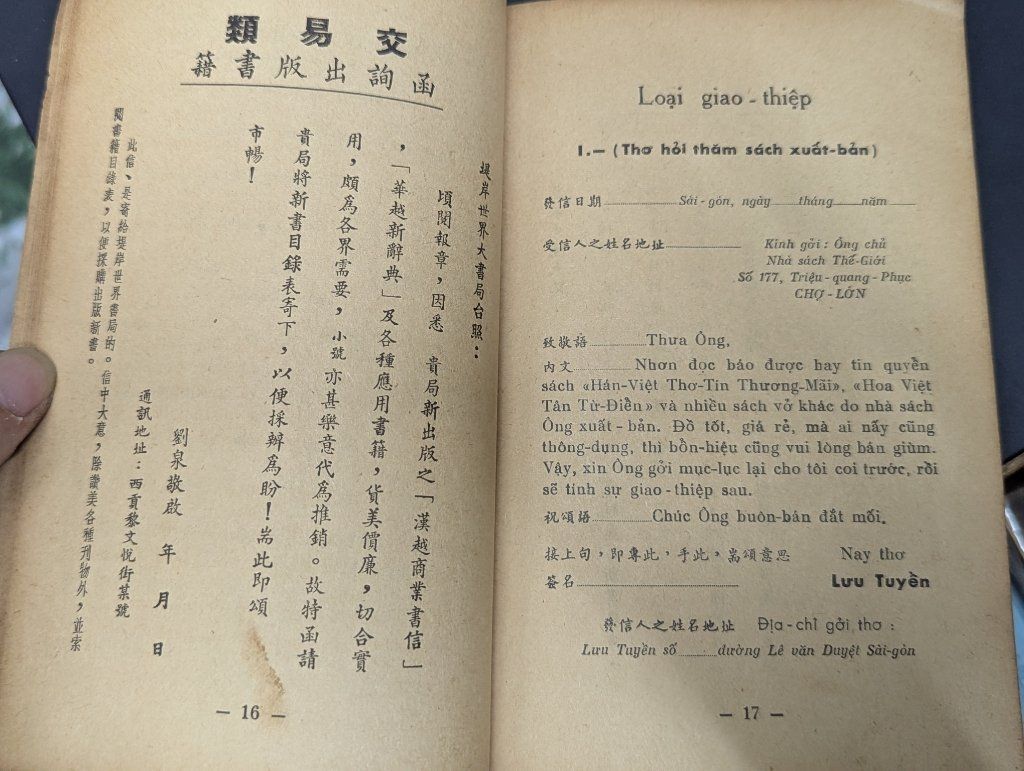 交易類
函詢出版書籍
堤岸世界大書局台照：
頃閱報章，因悉　貴局新出版之「漢越商業書信」
，「華越新辭典」及各種應用書籍，貨美價廉，切合實
用，頗為各界需要，小號亦甚樂意代為推銷。故特函請
貴局將新書目錄表寄下，以便採辦為盼！耑此即頌
市暢！
劉泉敬啟　年　月　日
通訊地址：西貢黎文悅街某號
此信、是寄給堤岸世界書局的。信中大意，除讚美各種刊物外，並索
閱書籍目錄表，以便採購出版新書。
— 16 —
Loại giao-thiệp
1.— (Thơ hỏi thăm sách xuất-bản)
發信日期............Sài-gòn, ngày......tháng......năm......
受信人之姓名地址............Kính gởi : Ông chủ
Nhà sách Thế-Giới
Số 177, Triệu-quang-Phục
CHỢ-LỚN
致敬語............Thưa Ông,
內文............Nhơn đọc báo được hay tin quyển
sách «Hán-Việt Thơ-Tín Thương-Mãi», «Hoa Việt
Tân Từ-Điển» và nhiều sách vở khác do nhà sách
Ông xuất-bản. Đồ tốt, giá rẻ, mà ai nấy cũng
thông-dụng, thì bổn-hiệu cũng vui lòng bán giùm.
Vậy, xin Ông gởi mục-lục lại cho tôi coi trước, rồi
sẽ tính sự giao-thiệp sau.
祝頌語............Chúc Ông buôn-bán đắt mối.
接上句，即專此，手此，耑頌意思 Nay thơ
簽名............Lưu Tuyền
發信人之姓名地址 Địa-chỉ gởi thơ :
Lưu Tuyền số......đường Lê văn Duyệt Sài-gòn
— 17 —